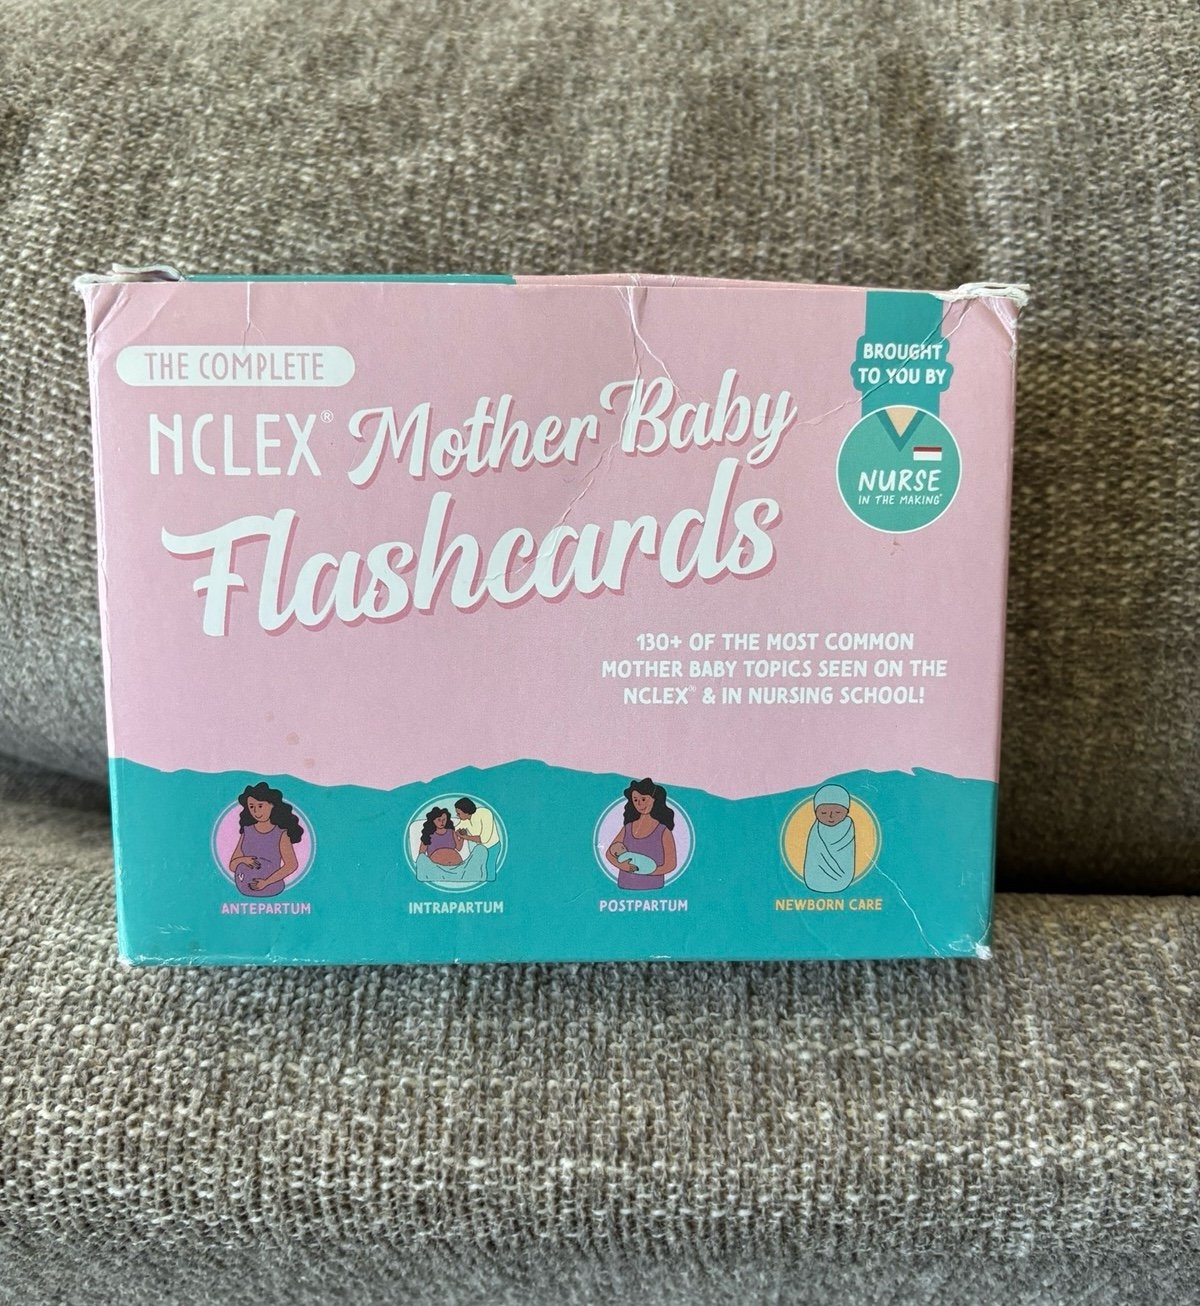 THE COMPLETE
NCLEX® Mother Baby
Flashcards
BROUGHT
TO YOU BY
NURSE
IN THE MAKING®
130+ OF THE MOST COMMON
MOTHER BABY TOPICS SEEN ON THE
NCLEX® & IN NURSING SCHOOL!
ANTEPARTUM
INTRAPARTUM
POSTPARTUM
NEWBORN CARE